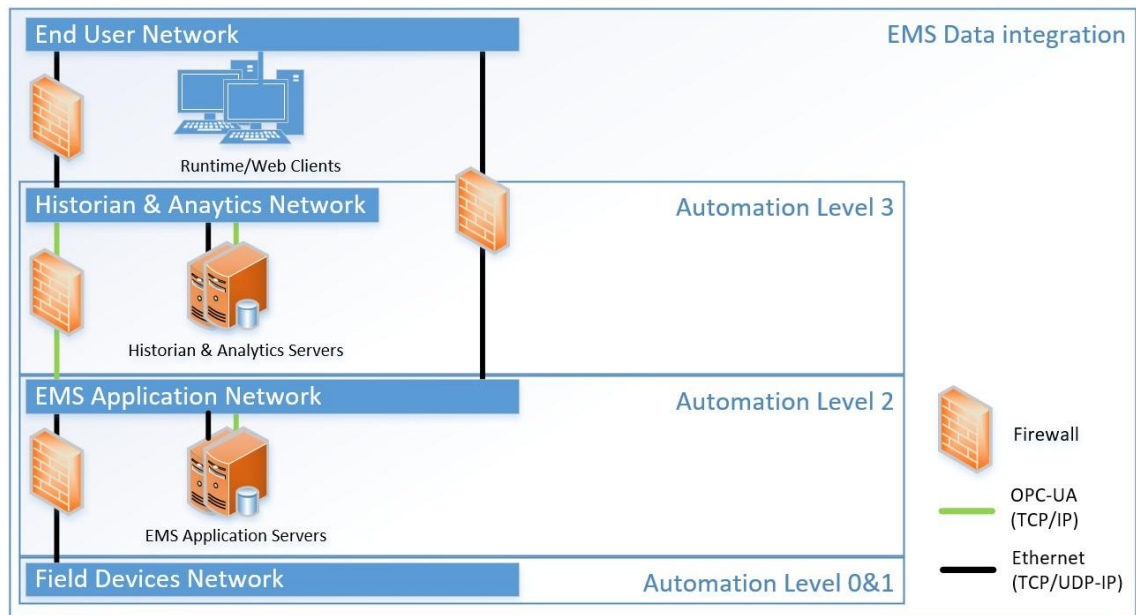 End User Network
EMS Data integration
Runtime/Web Clients
Historian & Anaytics Network
Automation Level 3
Historian & Analytics Servers
EMS Application Network
Automation Level 2
EMS Application Servers
Field Devices Network
Automation Level 0&1
Firewall
OPC-UA
(TCP/IP)
Ethernet
(TCP/UDP-IP)